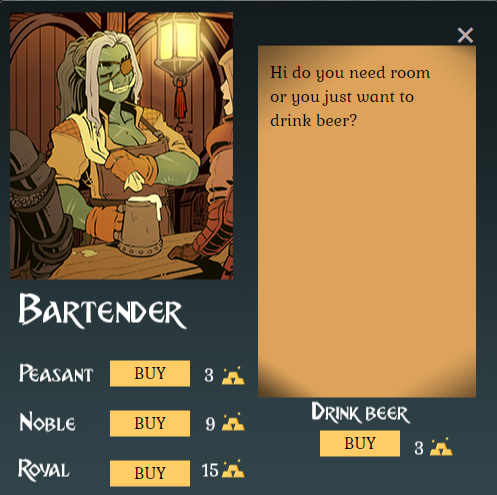 Hi do you need room
or you just want to
drink beer?
Bartender
Peasant BUY 3
Noble BUY 9
Royal BUY 15
Drink beer
BUY 3